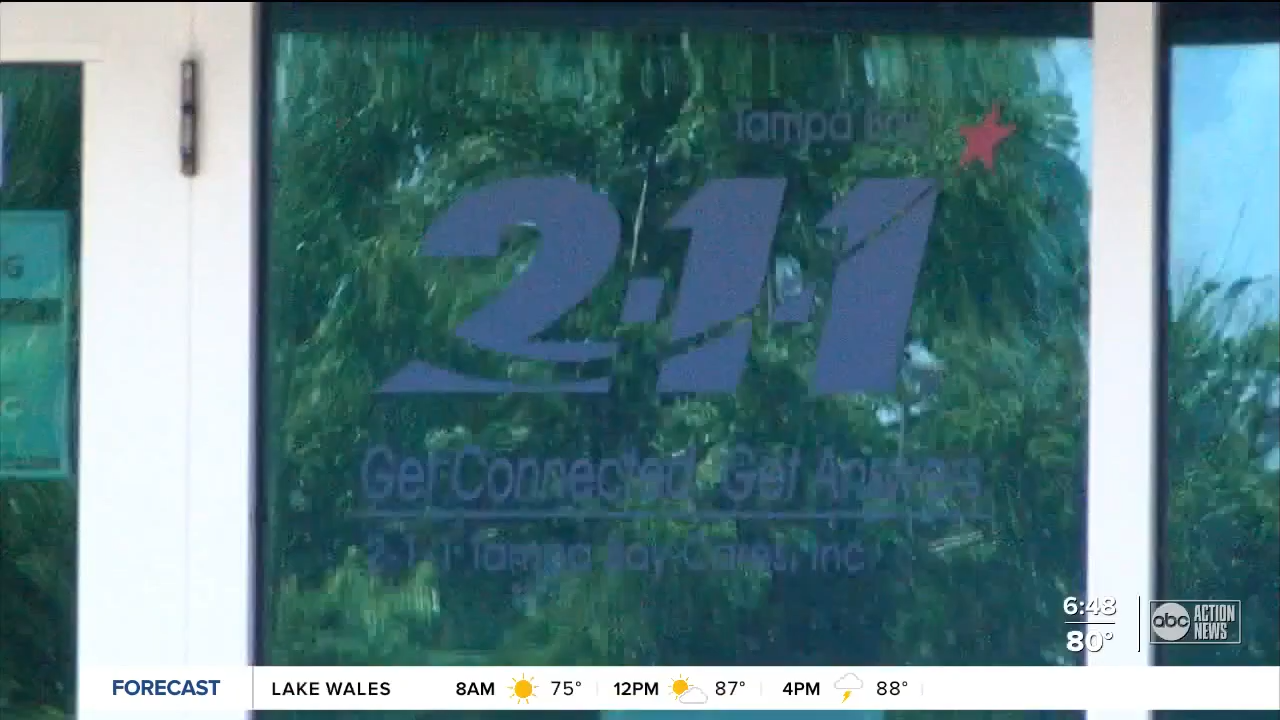 Tampa Bay
2-1-1
Get Connected. Get Answers.
2-1-1 Tampa Bay Cares, Inc.
G
6:48
80°
abc ACTION NEWS
FORECAST LAKE WALES 8AM 75° 12PM 87° 4PM 88°